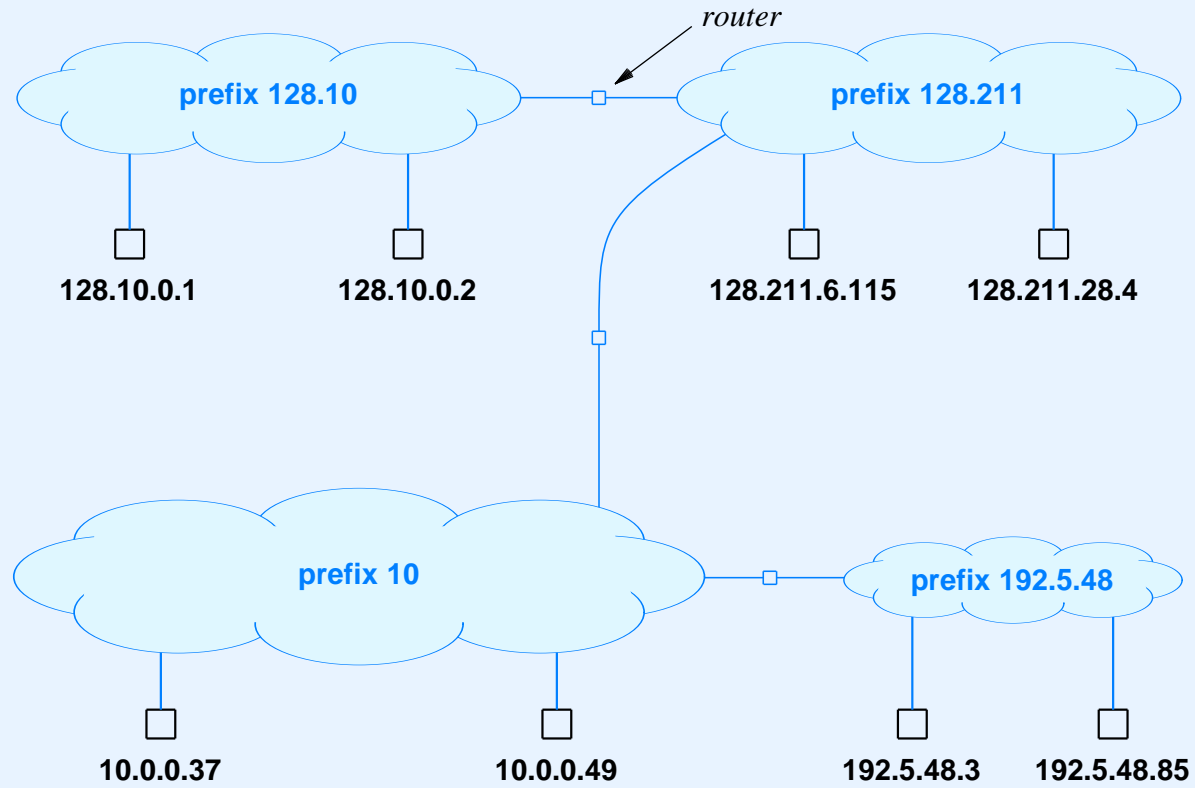 router
prefix 128.10
prefix 128.211
128.10.0.1
128.10.0.2
128.211.6.115
128.211.28.4
prefix 10
prefix 192.5.48
10.0.0.37
10.0.0.49
192.5.48.3
192.5.48.85